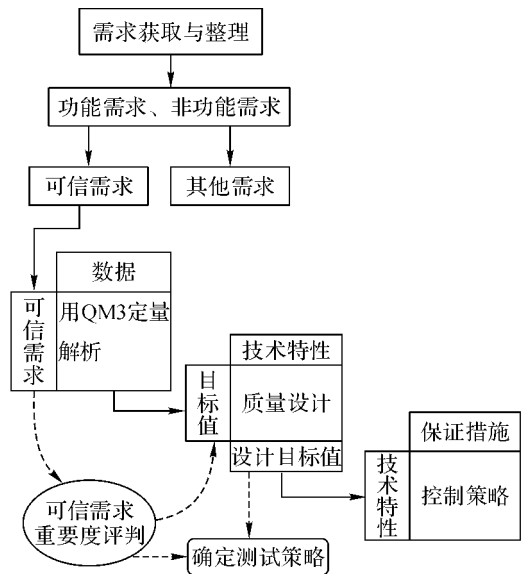 需求获取与整理
功能需求、非功能需求
可信需求
其他需求
数据
可信需求
用QM3定量
解析
技术特性
目标值
质量设计
设计目标值
保证措施
技术特性
控制策略
可信需求
重要度评判
确定测试策略